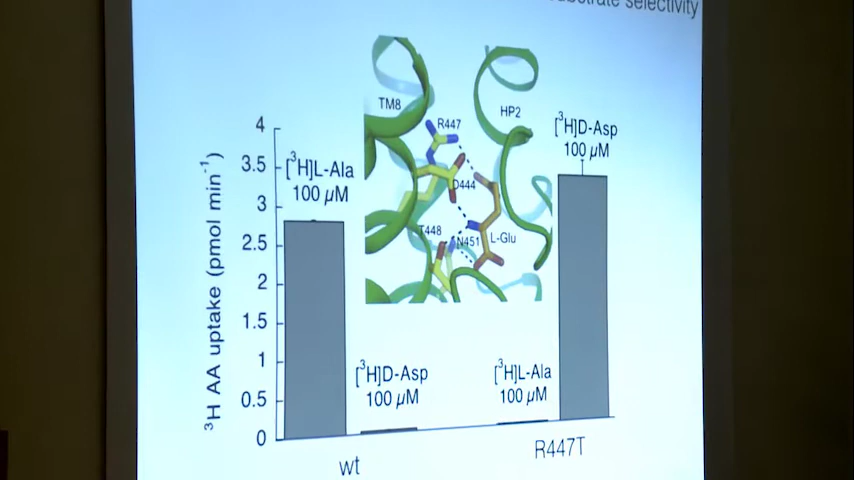 selectivity
TM8
R447
HP2
D444
T448
N451
L-Glu
³H AA uptake (pmol min⁻¹)
4
3.5
3
2.5
2
1.5
1
0.5
0
[³H]L-Ala
100 µM
[³H]D-Asp
100 µM
[³H]L-Ala
100 µM
[³H]D-Asp
100 µM
wt
R447T